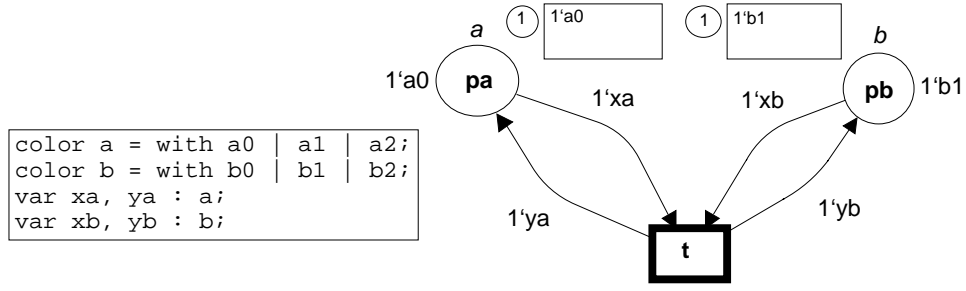 1
1‘a0
1
1‘b1
a
b
1‘a0
pa
pb
1‘b1
1‘xa
1‘xb
color a = with a0 | a1 | a2;
color b = with b0 | b1 | b2;
var xa, ya : a;
var xb, yb : b;
1‘ya
1‘yb
t